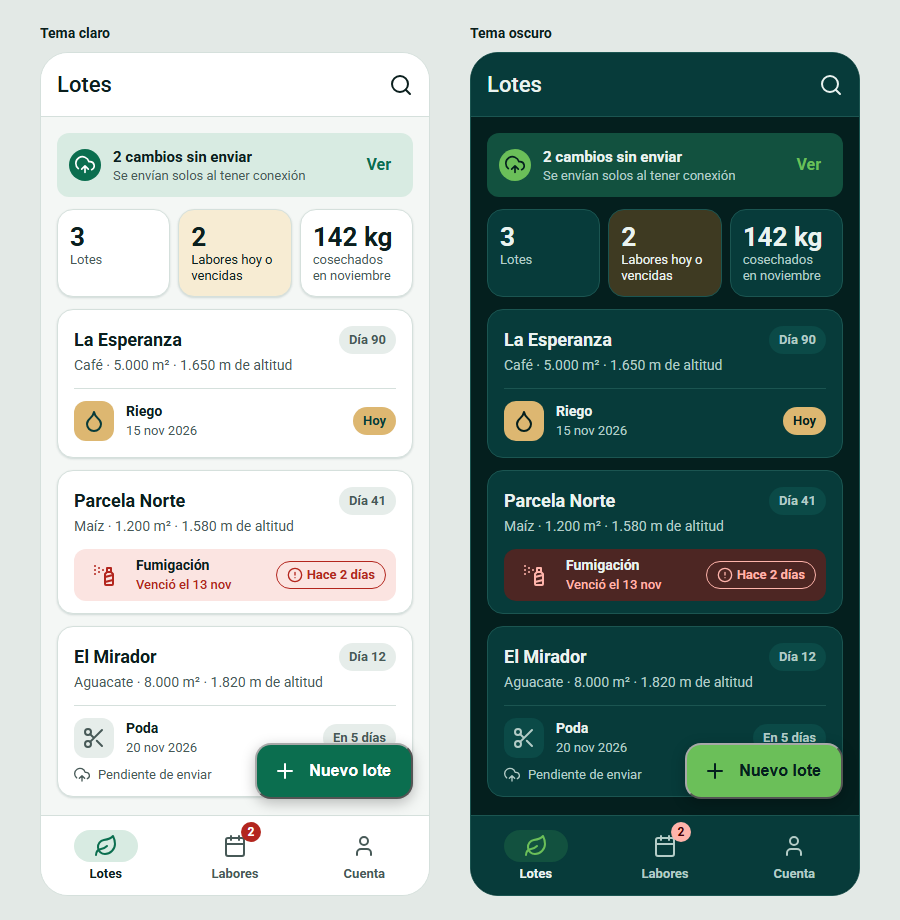 Tema claro
Lotes
2 cambios sin enviar
Se envían solos al tener conexión
Ver
3
Lotes
2
Labores hoy o
vencidas
142 kg
cosechados
en noviembre
La Esperanza
Día 90
Café · 5.000 m² · 1.650 m de altitud
Riego
15 nov 2026
Hoy
Parcela Norte
Día 41
Maíz · 1.200 m² · 1.580 m de altitud
Fumigación
Venció el 13 nov
Hace 2 días
El Mirador
Día 12
Aguacate · 8.000 m² · 1.820 m de altitud
Poda
20 nov 2026
En 5 días
Pendiente de enviar
Nuevo lote
2
Lotes
Labores
Cuenta
Tema oscuro
Lotes
2 cambios sin enviar
Se envían solos al tener conexión
Ver
3
Lotes
2
Labores hoy o
vencidas
142 kg
cosechados
en noviembre
La Esperanza
Día 90
Café · 5.000 m² · 1.650 m de altitud
Riego
15 nov 2026
Hoy
Parcela Norte
Día 41
Maíz · 1.200 m² · 1.580 m de altitud
Fumigación
Venció el 13 nov
Hace 2 días
El Mirador
Día 12
Aguacate · 8.000 m² · 1.820 m de altitud
Poda
20 nov 2026
En 5 días
Pendiente de enviar
Nuevo lote
2
Lotes
Labores
Cuenta